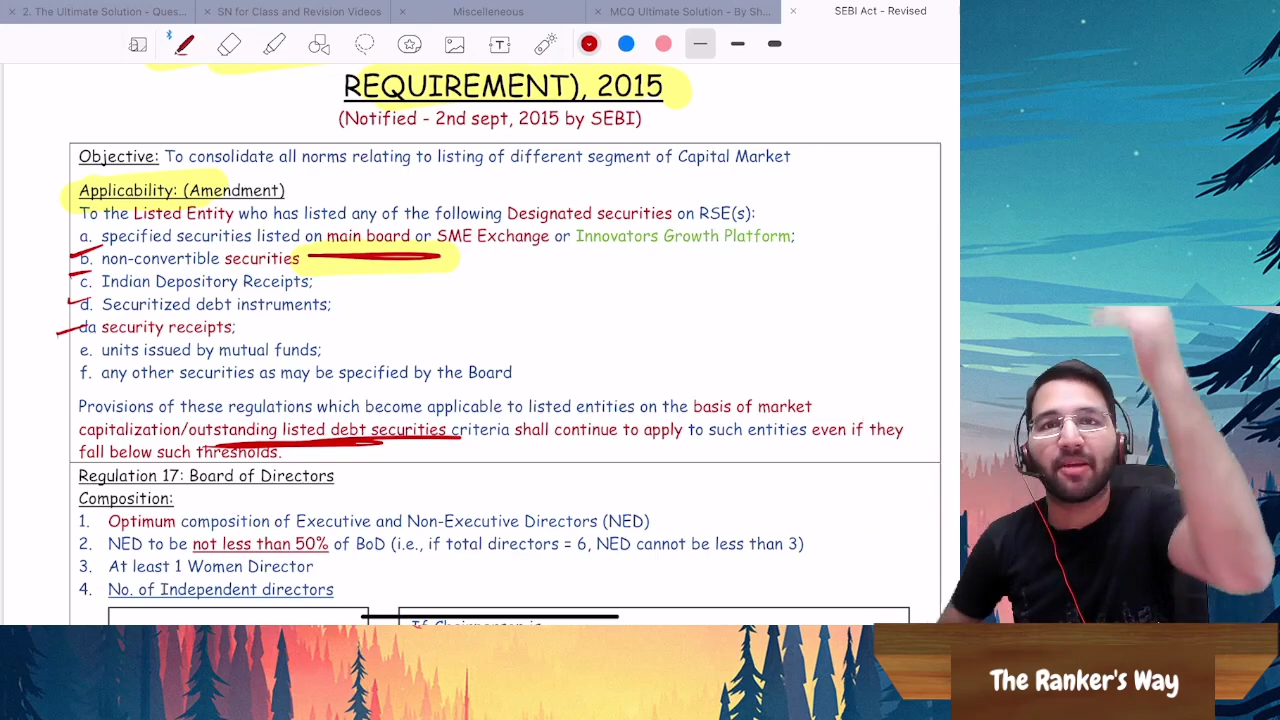 2. The Ultimate Solution - Ques...
SN for Class and Revision Videos
Miscellaneous
MCQ Ultimate Solution - By Sh...
SEBI Act - Revised
REQUIREMENT), 2015
(Notified - 2nd sept, 2015 by SEBI)
Objective: To consolidate all norms relating to listing of different segment of Capital Market
Applicability: (Amendment)
To the Listed Entity who has listed any of the following Designated securities on RSE(s):
a. specified securities listed on main board or SME Exchange or Innovators Growth Platform;
b. non-convertible securities
c. Indian Depository Receipts;
d. Securitized debt instruments;
da security receipts;
e. units issued by mutual funds;
f. any other securities as may be specified by the Board
Provisions of these regulations which become applicable to listed entities on the basis of market
capitalization/outstanding listed debt securities criteria shall continue to apply to such entities even if they
fall below such thresholds.
Regulation 17: Board of Directors
Composition:
1. Optimum composition of Executive and Non-Executive Directors (NED)
2. NED to be not less than 50% of BoD (i.e., if total directors = 6, NED cannot be less than 3)
3. At least 1 Women Director
4. No. of Independent directors
The Ranker's Way